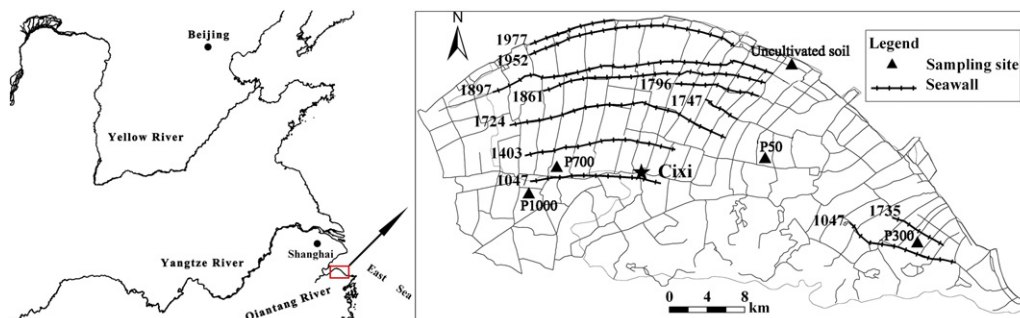 Beijing
Yellow River
Yangtze River
Shanghai
Qiantang River
East Sea
N
1977
1952
1897
1861
1796
1747
1724
1403
1047
P700
P1000
Cixi
P50
Uncultivated soil
1047
1735
P300
Legend
Sampling site
Seawall
0 4 8
km